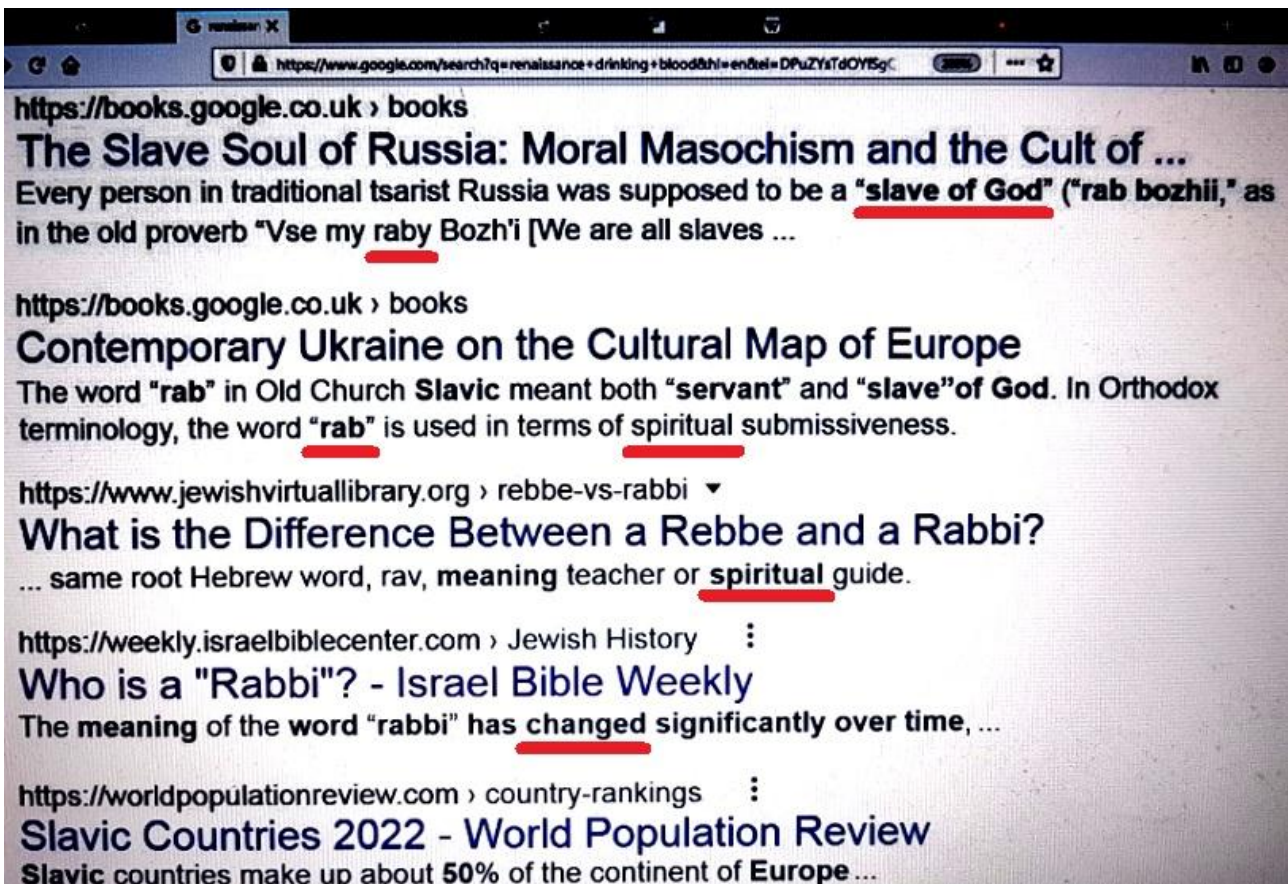 G
https://www.google.com/search?q=renaissance+drinking+blood&hl=en&tei=
https://books.google.co.uk › books
The Slave Soul of Russia: Moral Masochism and the Cult of ...
Every person in traditional tsarist Russia was supposed to be a “slave of God” (“rab bozhii,” as
in the old proverb “Vse my raby Bozh'i [We are all slaves ...
https://books.google.co.uk › books
Contemporary Ukraine on the Cultural Map of Europe
The word “rab” in Old Church Slavic meant both “servant” and “slave”of God. In Orthodox
terminology, the word “rab” is used in terms of spiritual submissiveness.
https://www.jewishvirtuallibrary.org › rebbe-vs-rabbi
What is the Difference Between a Rebbe and a Rabbi?
... same root Hebrew word, rav, meaning teacher or spiritual guide.
https://weekly.israelbiblecenter.com › Jewish History
Who is a "Rabbi"? - Israel Bible Weekly
The meaning of the word “rabbi” has changed significantly over time, ...
https://worldpopulationreview.com › country-rankings
Slavic Countries 2022 - World Population Review
Slavic countries make up about 50% of the continent of Europe ...